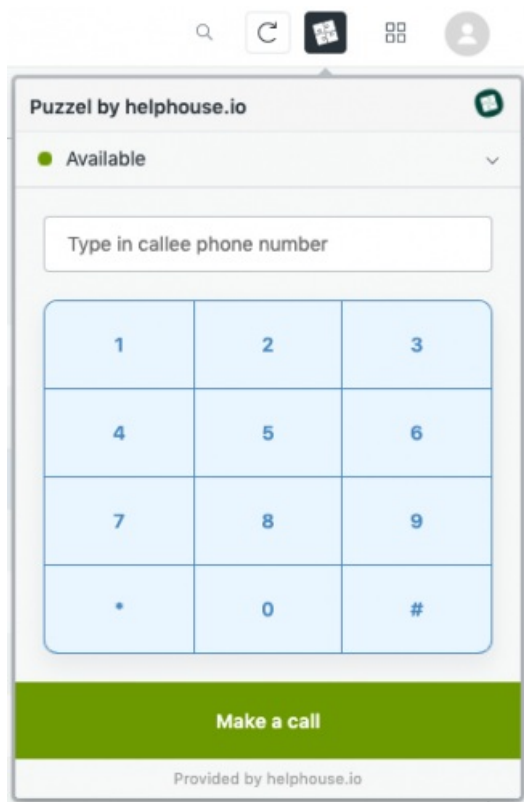 Puzzel by helphouse.io
Available
Type in callee phone number
1 2 3
4 5 6
7 8 9
* 0 #
Make a call
Provided by helphouse.io